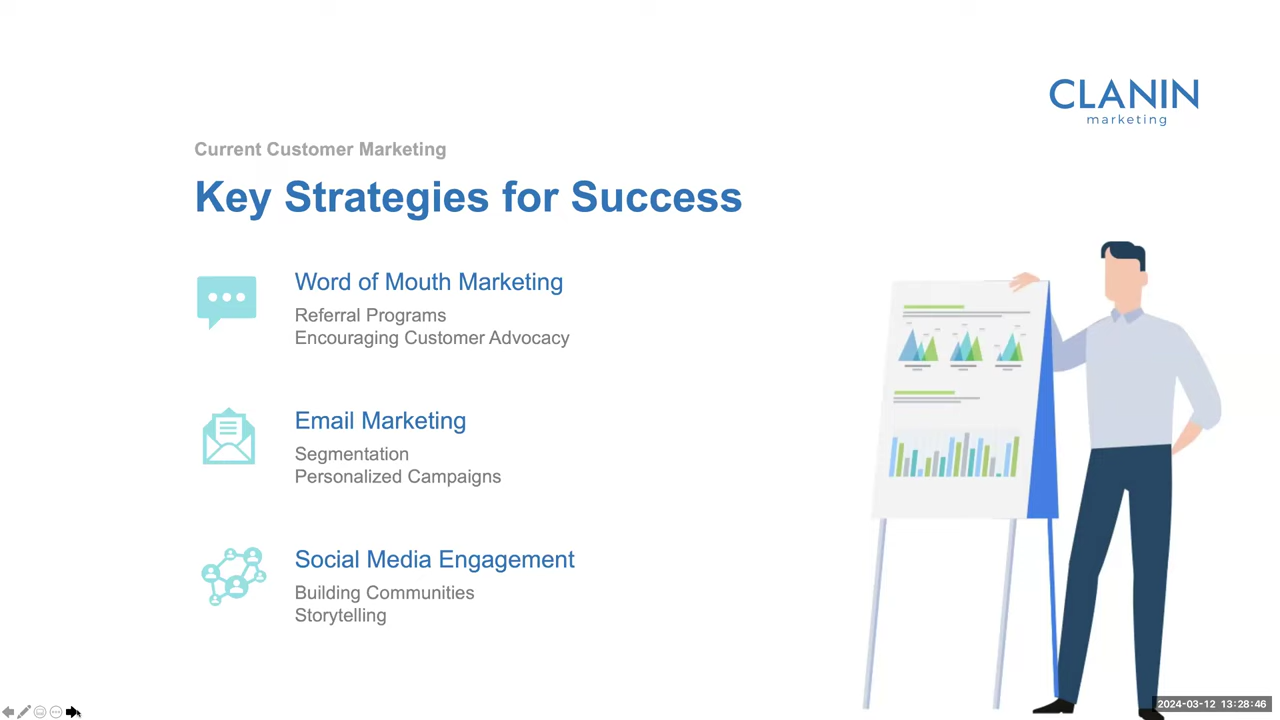 CLANIN
marketing
Current Customer Marketing
Key Strategies for Success
Word of Mouth Marketing
Referral Programs
Encouraging Customer Advocacy
Email Marketing
Segmentation
Personalized Campaigns
Social Media Engagement
Building Communities
Storytelling
2024-03-12 13:28:46